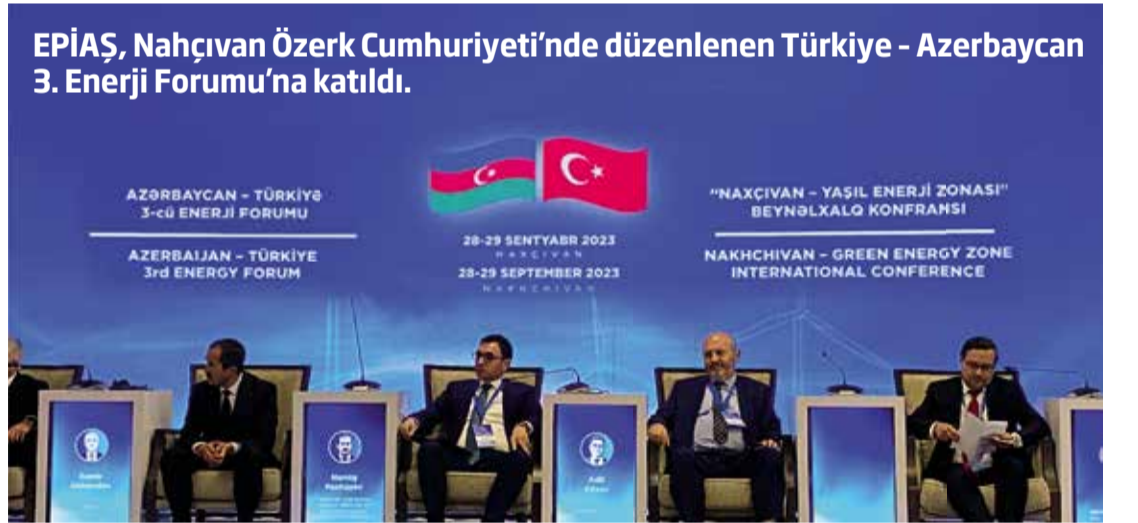 EPİAŞ, Nahçıvan Özerk Cumhuriyeti’nde düzenlenen Türkiye – Azerbaycan
3. Enerji Forumu’na katıldı.
AZƏRBAYCAN – TÜRKİYƏ
3-cü ENERJİ FORUMU
AZERBAIJAN – TÜRKİYE
3rd ENERGY FORUM
28-29 SENTYABR 2023
NAXÇIVAN
28-29 SEPTEMBER 2023
NAKHCHIVAN
“NAXÇIVAN – YAŞIL ENERJİ ZONASI”
BEYNƏLXALQ KONFRAMSI
NAKHCHIVAN – GREEN ENERGY ZONE
INTERNATIONAL CONFERENCE